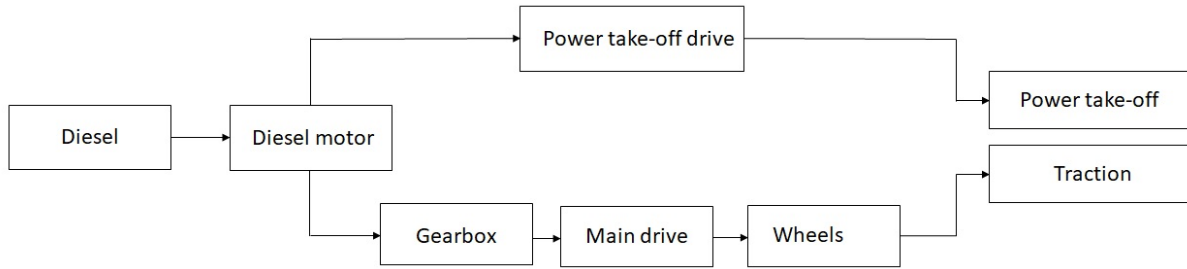 Power take-off drive
Power take-off
Diesel
Diesel motor
Traction
Gearbox
Main drive
Wheels